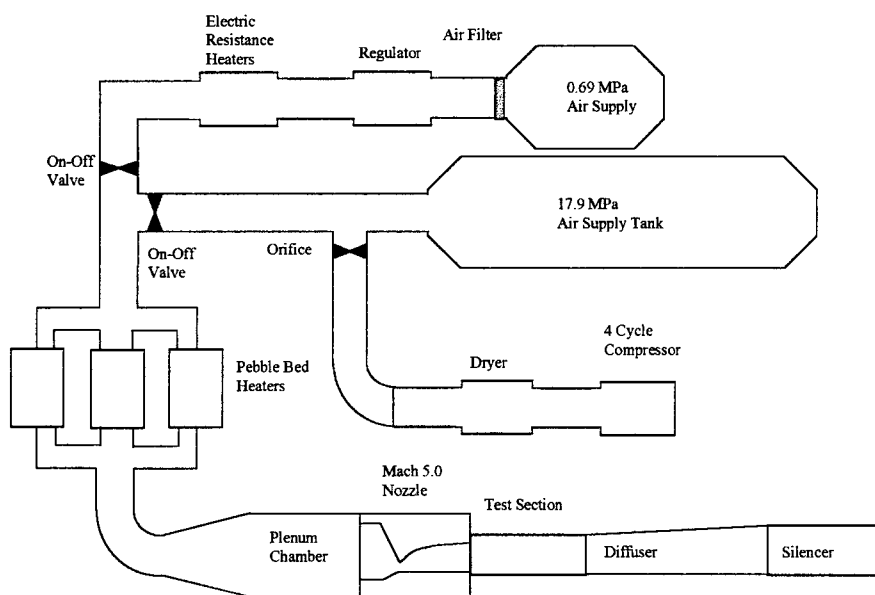 Electric
Resistance
Heaters
Regulator
Air Filter
0.69 MPa
Air Supply
On-Off
Valve
17.9 MPa
Air Supply Tank
On-Off
Valve
Orifice
Pebble Bed
Heaters
Dryer
4 Cycle
Compressor
Mach 5.0
Nozzle
Test Section
Plenum
Chamber
Diffuser
Silencer